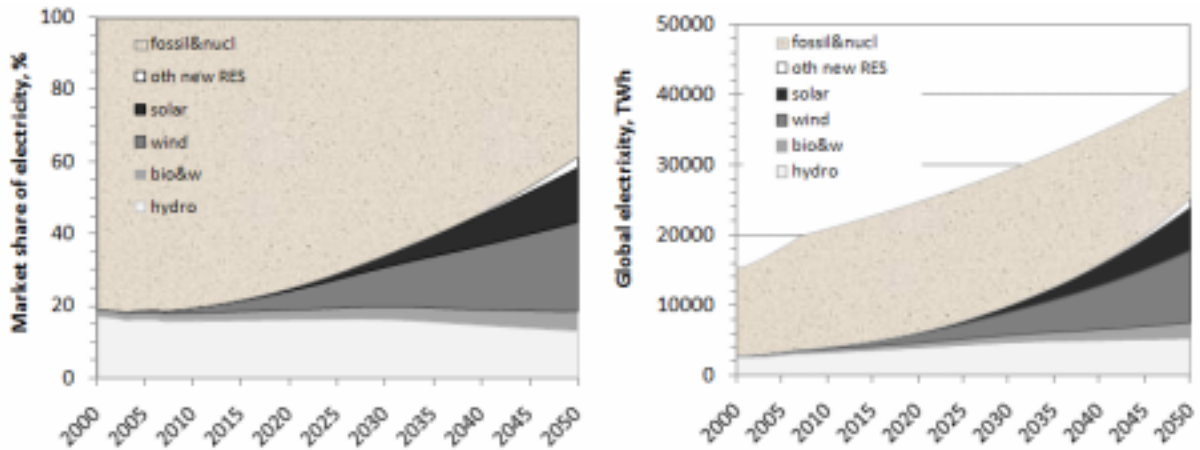 Market share of electricity, %
100
80
60
40
20
0
fossil&nucl
oth new RES
solar
wind
bio&w
hydro
2000
2005
2010
2015
2020
2025
2030
2035
2040
2045
2050
Global electrixity, TWh
50000
40000
30000
20000
10000
0
fossil&nucl
oth new RES
solar
wind
bio&w
hydro
2000
2005
2010
2015
2020
2025
2030
2035
2040
2045
2050